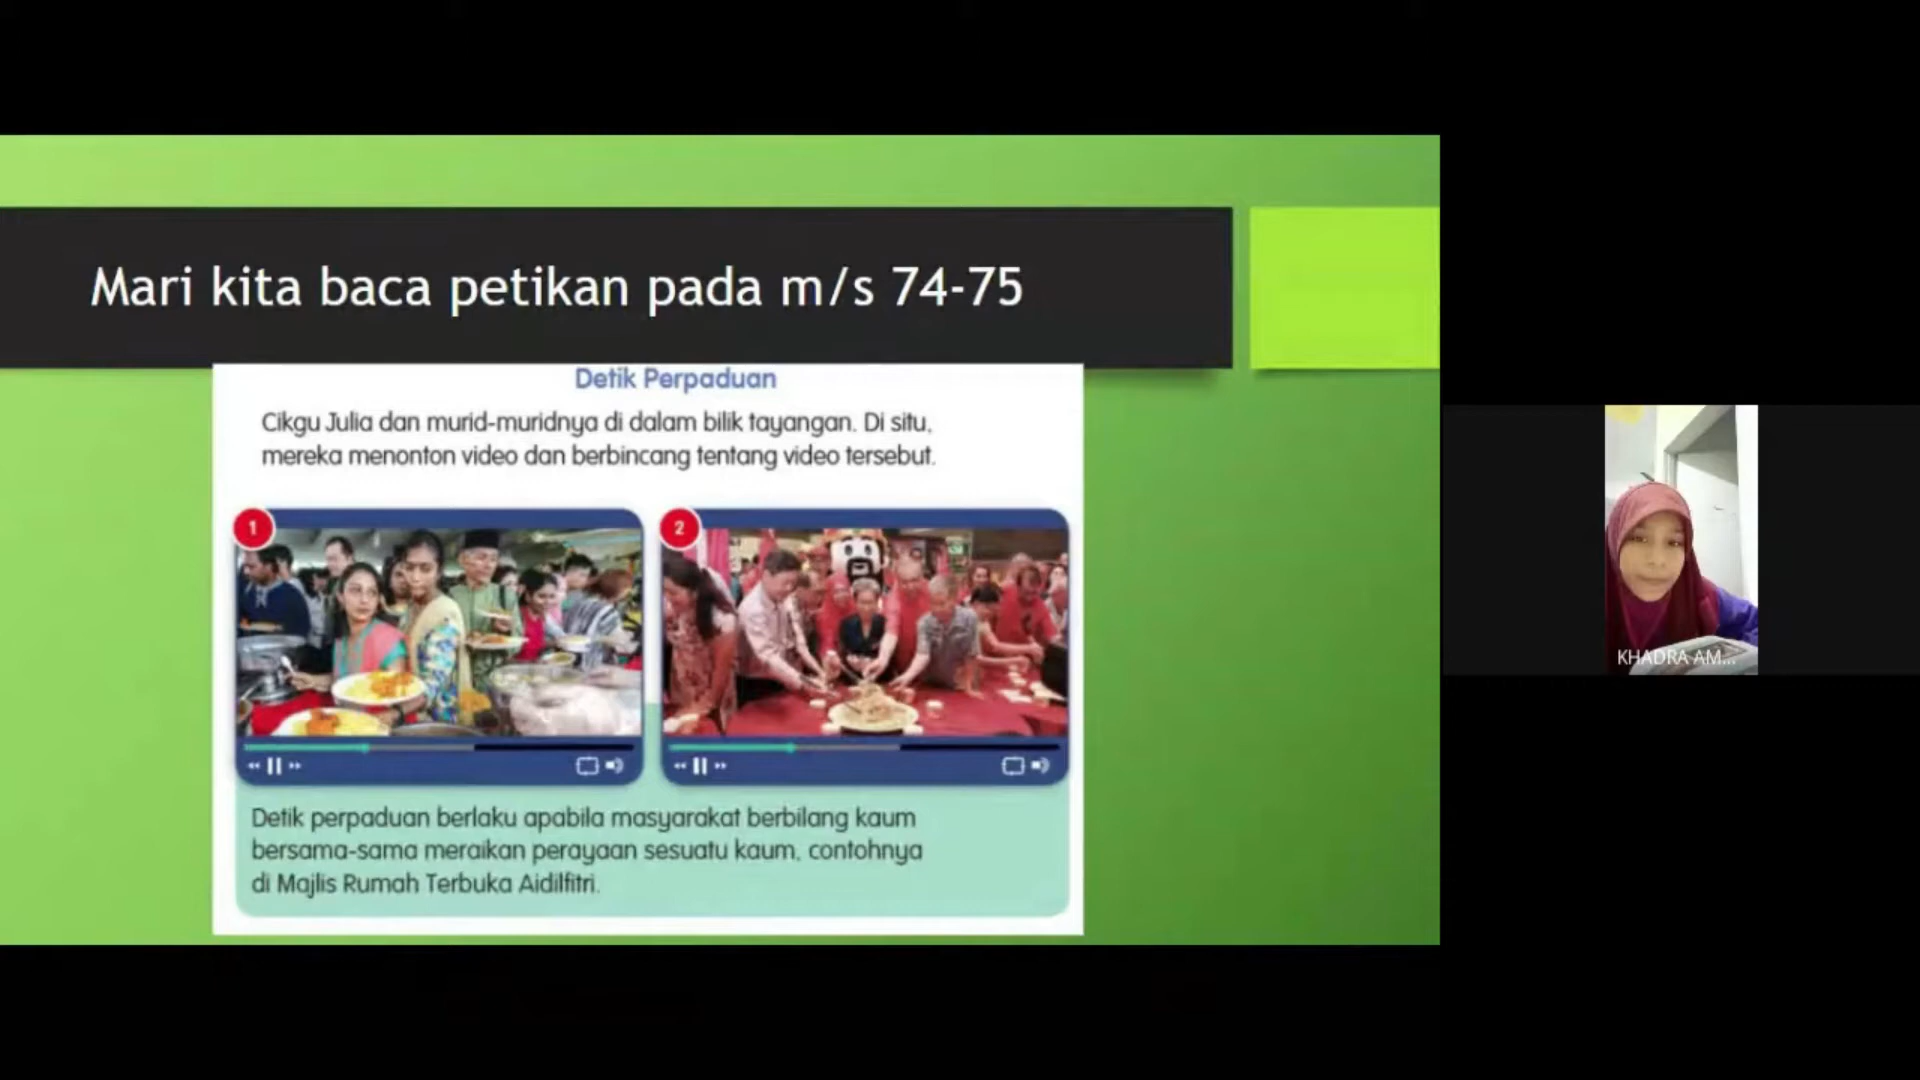 Mari kita baca petikan pada m/s 74-75
Detik Perpaduan
Cikgu Julia dan murid-muridnya di dalam bilik tayangan. Di situ,
mereka menonton video dan berbincang tentang video tersebut.
1
2
Detik perpaduan berlaku apabila masyarakat berbilang kaum
bersama-sama meraikan perayaan sesuatu kaum, contohnya
di Majlis Rumah Terbuka Aidilfitri.
KHADRA AM...